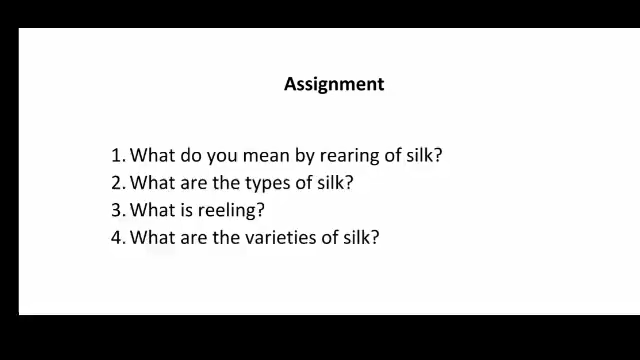 Assignment
1. What do you mean by rearing of silk?
2. What are the types of silk?
3. What is reeling?
4. What are the varieties of silk?